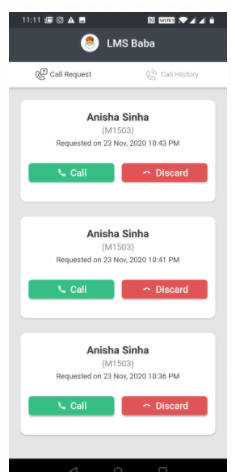 11:11
LMS Baba
Call Request
Call History
Anisha Sinha
(M1503)
Requested on 23 Nov, 2020 10:43 PM
Call
Discard
Anisha Sinha
(M1503)
Requested on 23 Nov, 2020 10:41 PM
Call
Discard
Anisha Sinha
(M1503)
Requested on 23 Nov, 2020 10:36 PM
Call
Discard